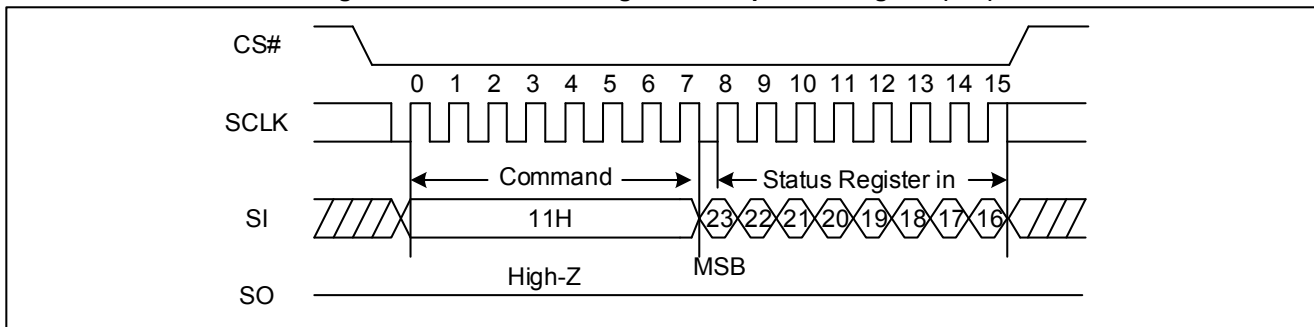 CS#
0 1 2 3 4 5 6 7 8 9 10 11 12 13 14 15
SCLK
Command Status Register in
SI 11H 23 22 21 20 19 18 17 16
High-Z MSB
SO